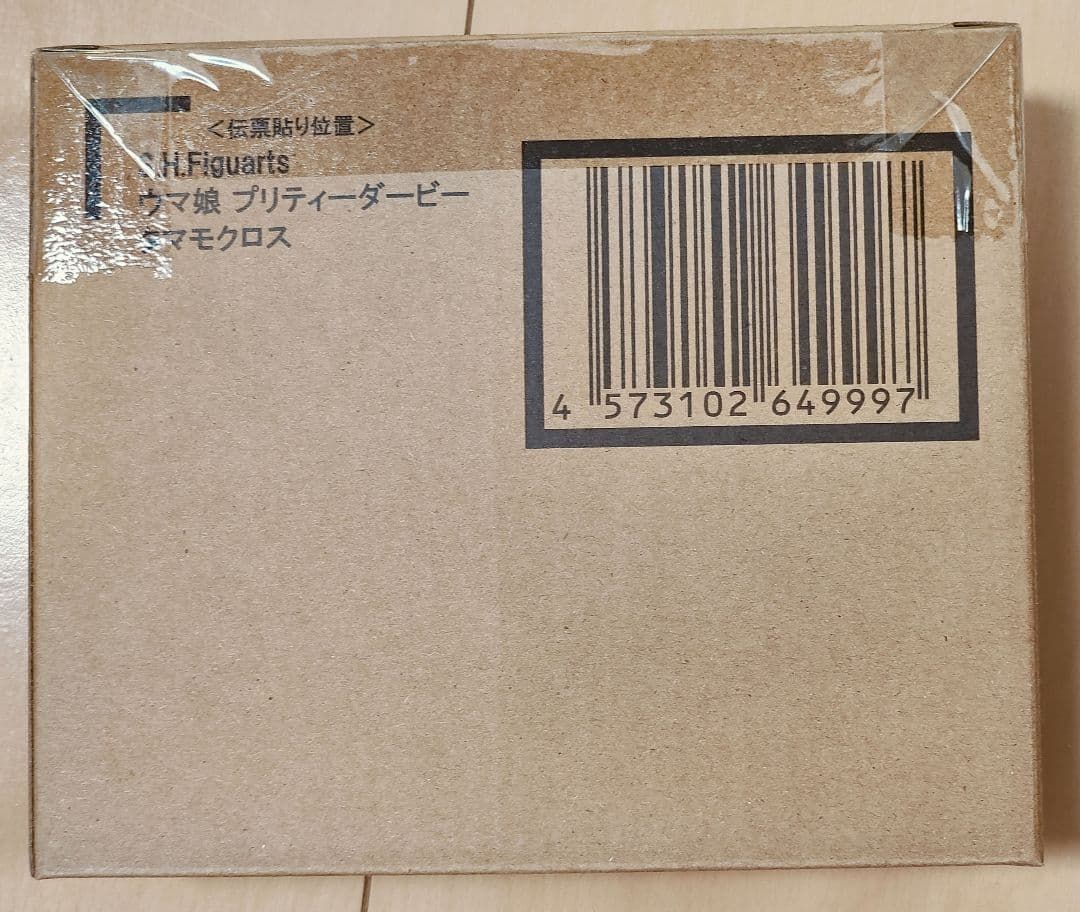 <伝票貼り位置>
S.H.Figuarts
ウマ娘 プリティーダービー
タマモクロス
4 573102 649997